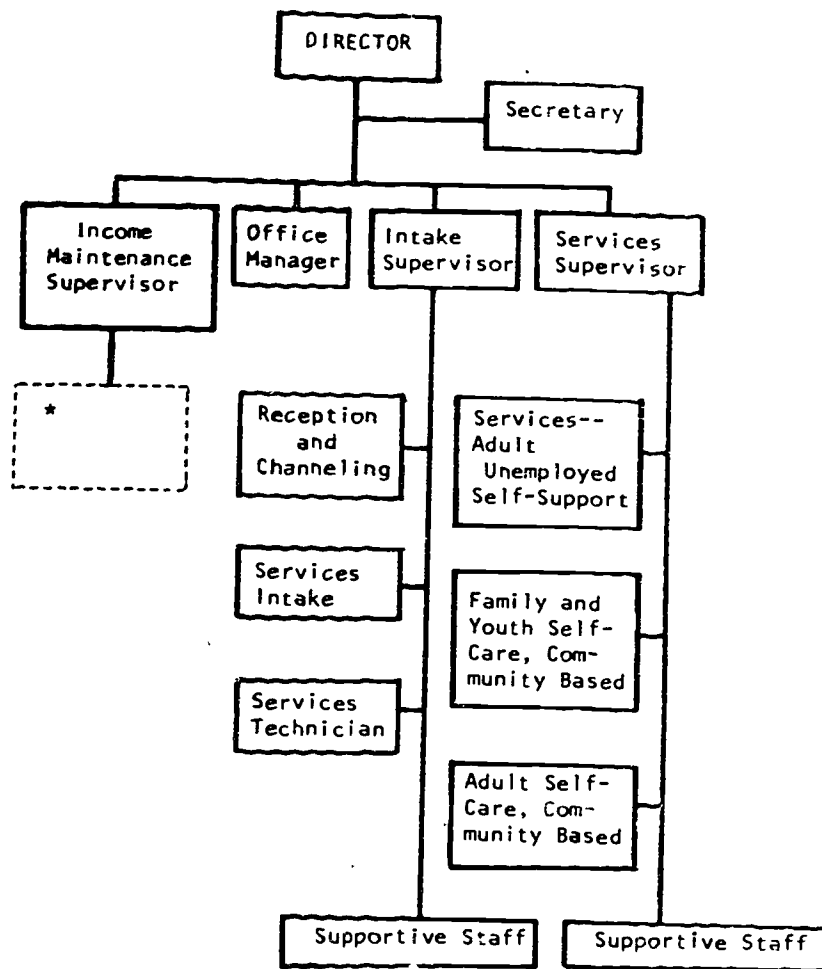 DIRECTOR
Secretary
Income
Maintenance
Supervisor
Office
Manager
Intake
Supervisor
Services
Supervisor
*
Reception
and
Channeling
Services
Intake
Services
Technician
Services--
Adult
Unemployed
Self-Support
Family and
Youth Self-
Care, Com-
munity Based
Adult Self-
Care, Com-
munity Based
Supportive Staff
Supportive Staff